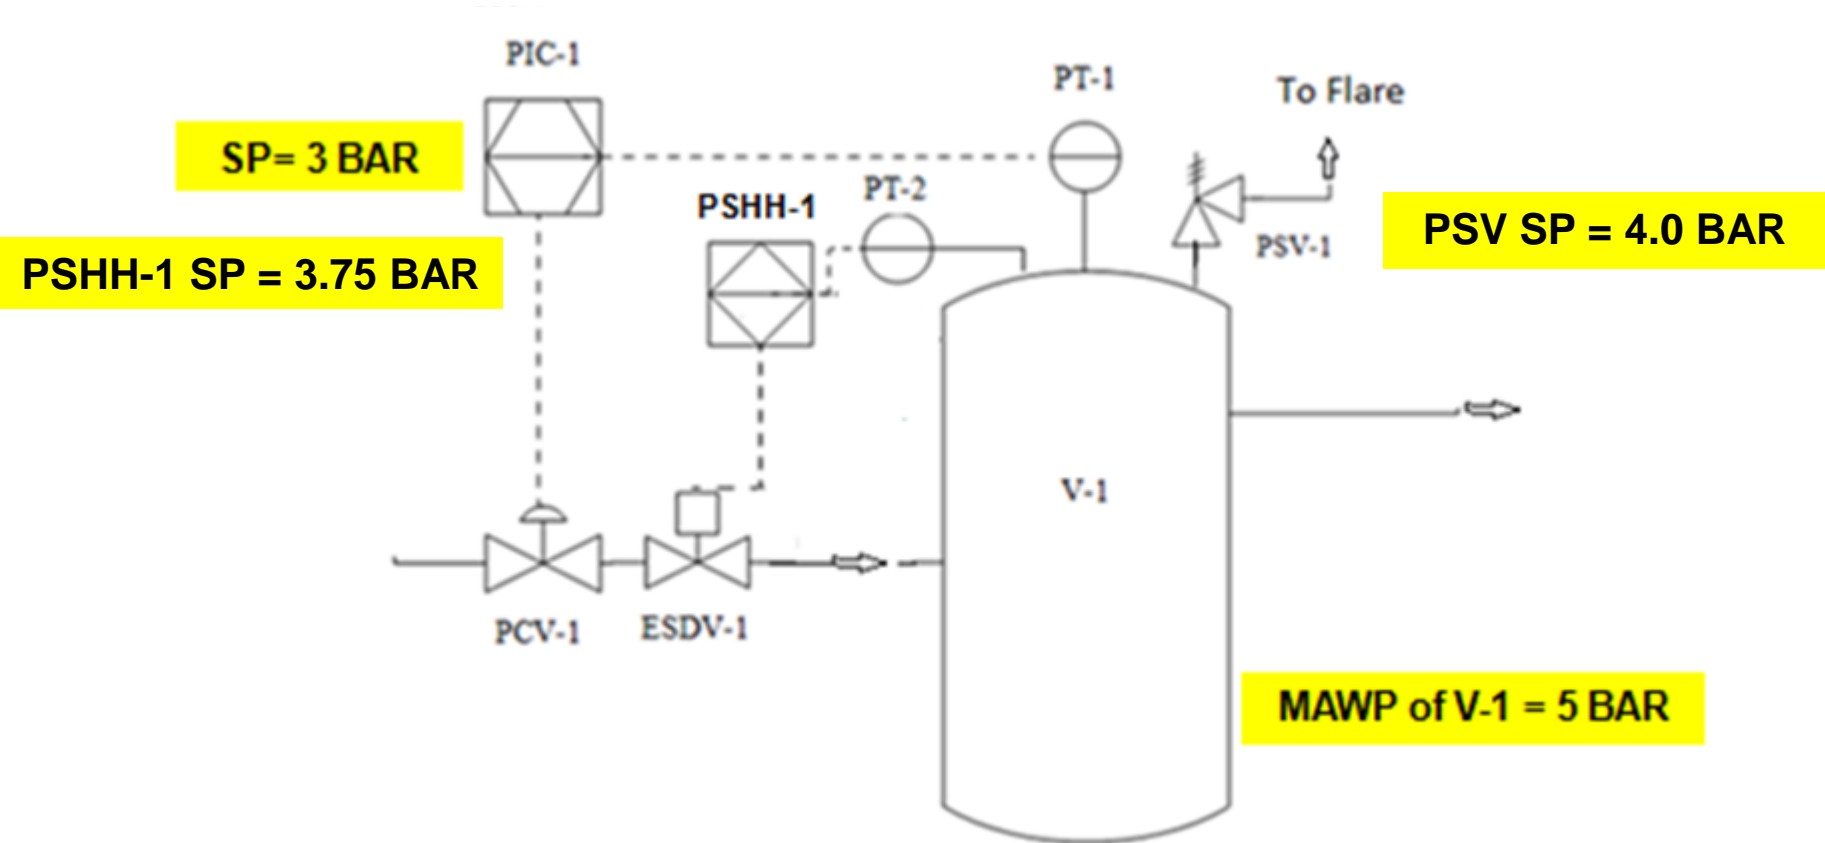 PIC-1
PT-1
To Flare
SP= 3 BAR
PT-2
PSHH-1
PSV SP = 4.0 BAR
PSV-1
PSHH-1 SP = 3.75 BAR
V-1
PCV-1
ESDV-1
MAWP of V-1 = 5 BAR